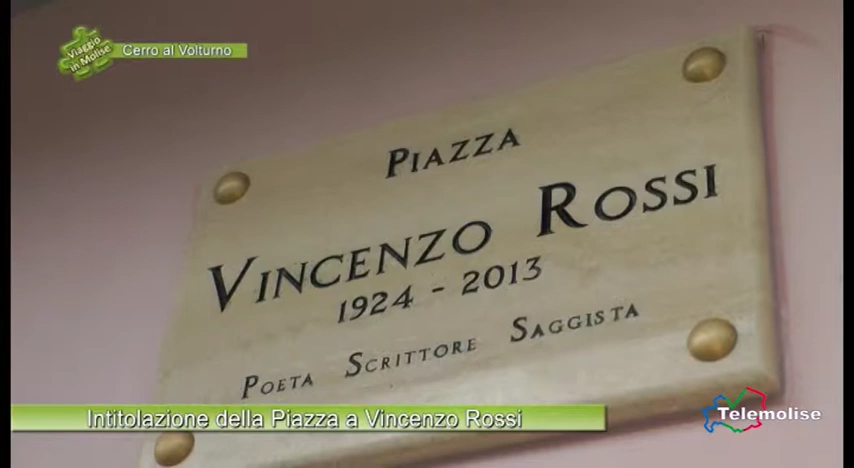 Viaggio
in Molise
Cerro al Volturno
PIAZZA
VINCENZO ROSSI
1924 - 2013
POETA SCRITTORE SAGGISTA
Intitolazione della Piazza a Vincenzo Rossi
Telemolise